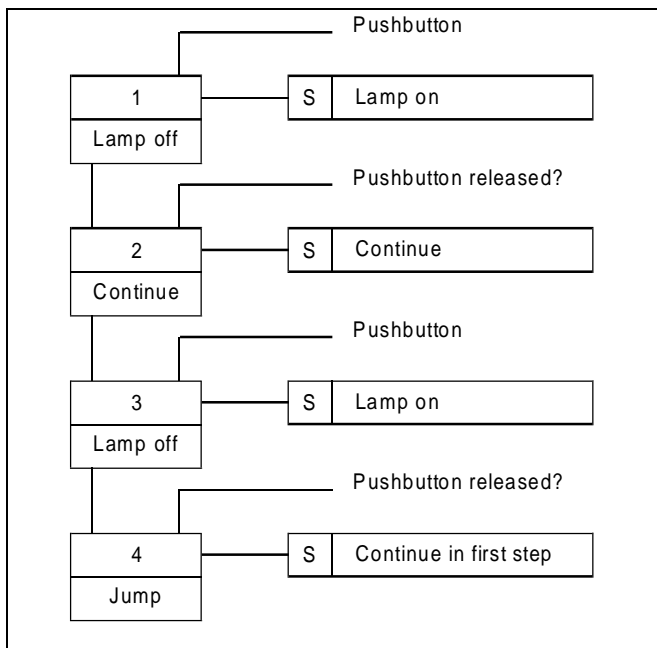 Pushbutton
1
S
Lamp on
Lamp off
Pushbutton released?
2
S
Continue
Continue
Pushbutton
3
S
Lamp on
Lamp off
Pushbutton released?
4
S
Continue in first step
Jump